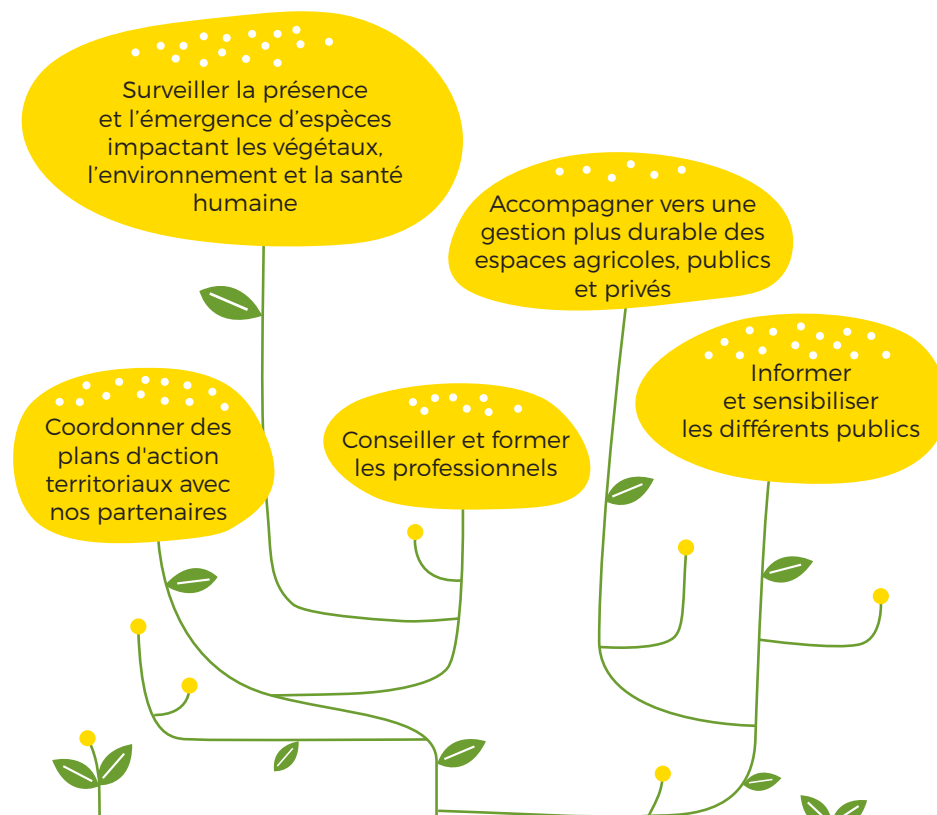 Surveiller la présence
et l’émergence d’espèces
impactant les végétaux,
l’environnement et la santé
humaine
Accompagner vers une
gestion plus durable des
espaces agricoles, publics
et privés
Informer
et sensibiliser
les différents publics
Coordonner des
plans d'action
territoriaux avec
nos partenaires
Conseiller et former
les professionnels